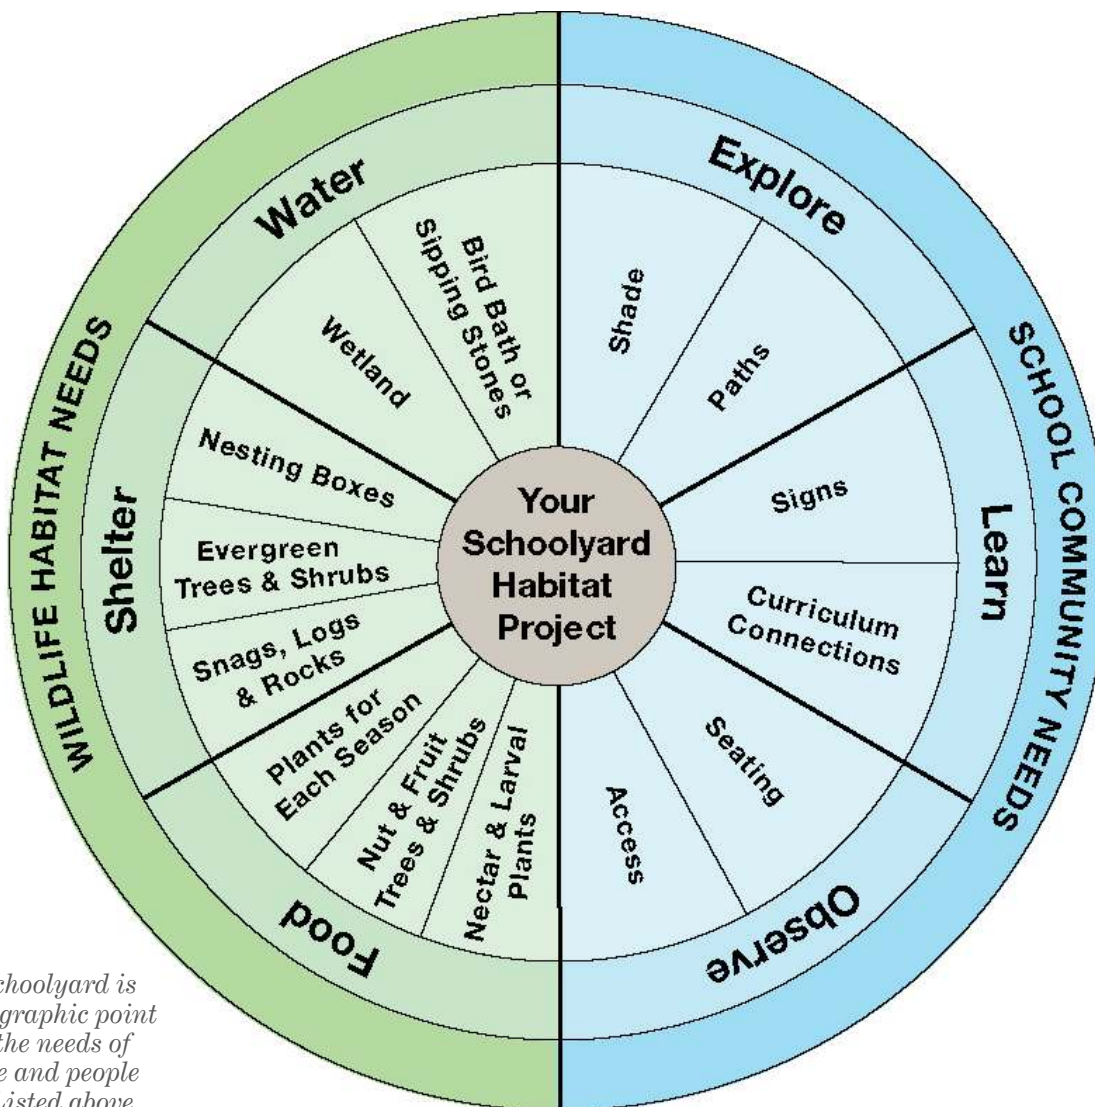 WILDLIFE HABITAT NEEDS
Water
Wetland
Bird Bath or
Sipping Stones
Shelter
Nesting Boxes
Evergreen
Trees & Shrubs
Snags, Logs
& Rocks
Food
Plants for
Each Season
Nut & Fruit
Trees & Shrubs
Nectar & Larval
Plants
Your
Schoolyard
Habitat
Project
SCHOOL COMMUNITY NEEDS
Explore
Shade
Paths
Learn
Signs
Curriculum
Connections
Observe
Seating
Access
choolyard is
graphic point
the needs of
e and people
Listed above